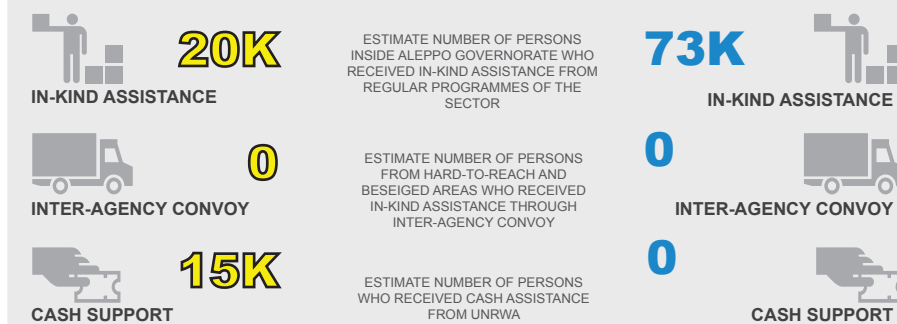 20K
IN-KIND ASSISTANCE
ESTIMATE NUMBER OF PERSONS
INSIDE ALEPPO GOVERNORATE WHO
RECEIVED IN-KIND ASSISTANCE FROM
REGULAR PROGRAMMES OF THE
SECTOR
73K
IN-KIND ASSISTANCE
0
INTER-AGENCY CONVOY
ESTIMATE NUMBER OF PERSONS
FROM HARD-TO-REACH AND
BESEIGED AREAS WHO RECEIVED
IN-KIND ASSISTANCE THROUGH
INTER-AGENCY CONVOY
0
INTER-AGENCY CONVOY
15K
CASH SUPPORT
ESTIMATE NUMBER OF PERSONS
WHO RECEIVED CASH ASSISTANCE
FROM UNRWA
0
CASH SUPPORT